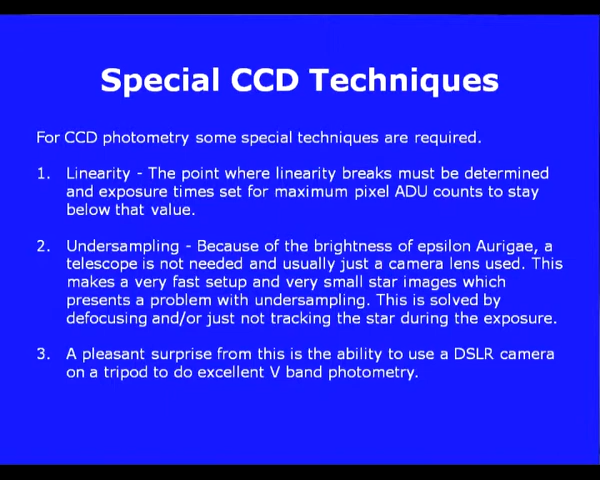 Special CCD Techniques
For CCD photometry some special techniques are required.
1. Linearity - The point where linearity breaks must be determined
and exposure times set for maximum pixel ADU counts to stay
below that value.
2. Undersampling - Because of the brightness of epsilon Aurigae, a
telescope is not needed and usually just a camera lens used. This
makes a very fast setup and very small star images which
presents a problem with undersampling. This is solved by
defocusing and/or just not tracking the star during the exposure.
3. A pleasant surprise from this is the ability to use a DSLR camera
on a tripod to do excellent V band photometry.